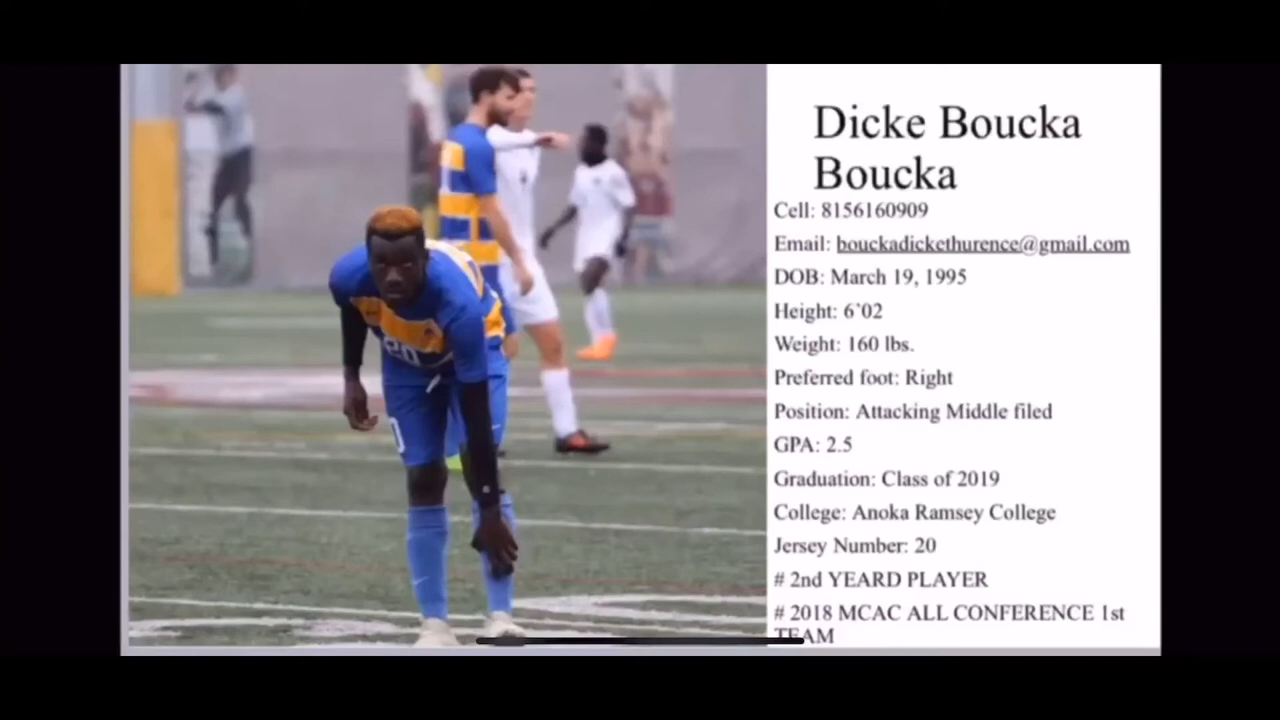 Dicke Boucka
Boucka
Cell: 8156160909
Email: bouckadickethurence@gmail.com
DOB: March 19, 1995
Height: 6'02
Weight: 160 lbs.
Preferred foot: Right
Position: Attacking Middle filed
GPA: 2.5
Graduation: Class of 2019
College: Anoka Ramsey College
Jersey Number: 20
# 2nd YEARD PLAYER
# 2018 MCAC ALL CONFERENCE 1st
TEAM
20